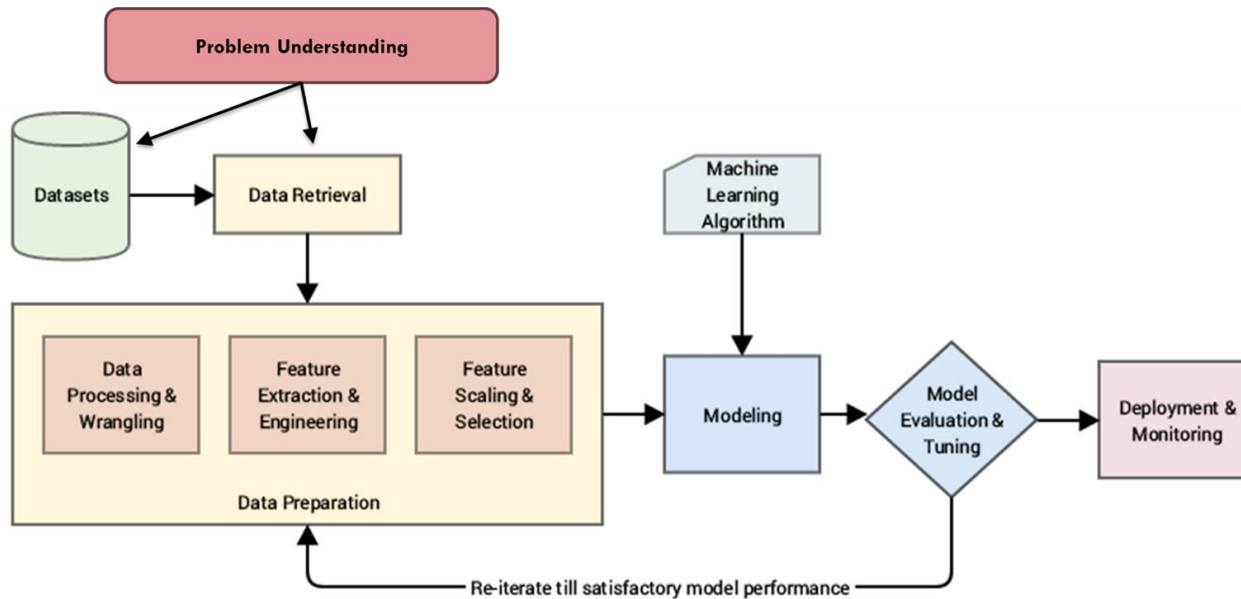 Problem Understanding
Datasets
Data Retrieval
Machine
Learning
Algorithm
Data
Processing &
Wrangling
Feature
Extraction &
Engineering
Feature
Scaling &
Selection
Data Preparation
Modeling
Model
Evaluation &
Tuning
Deployment &
Monitoring
Re-iterate till satisfactory model performance